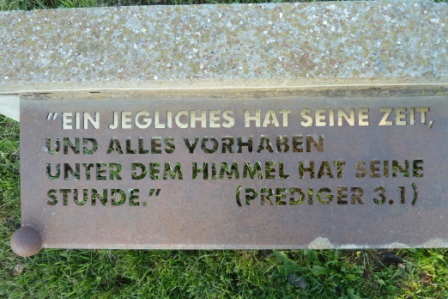 "EIN JEGLICHES HAT SEINE ZEIT,
UND ALLES VORHABEN
UNTER DEM HIMMEL HAT SEINE
STUNDE." (PREDIGER 3.1)